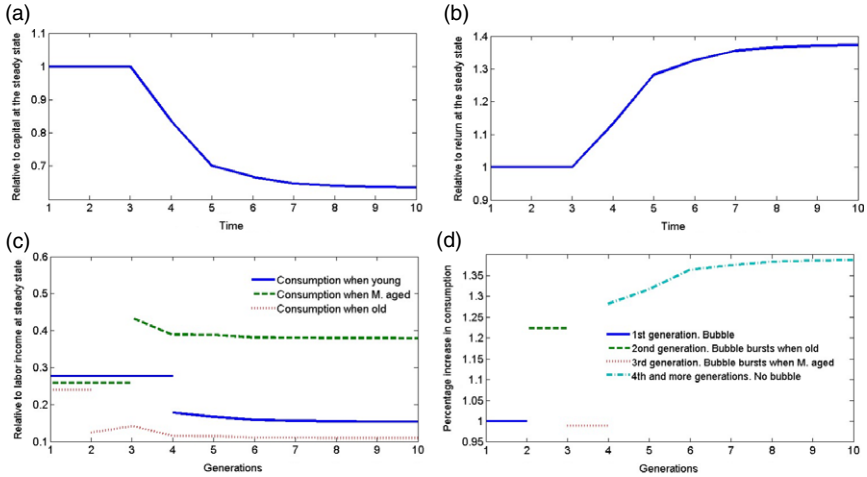 (a)
Relative to capital at the steady state
1.1
1
0.9
0.8
0.7
1 2 3 4 5 6 7 8 9 10
Time
(b)
Relative to return at the steady state
1.4
1.3
1.2
1.1
1
0.9
1 2 3 4 5 6 7 8 9 10
Time
(c)
Relative to labor income at steady state
0.6
0.5
0.4
0.3
0.2
0.1
Consumption when young
Consumption when M. aged
Consumption when old
1 2 3 4 5 6 7 8 9 10
Generations
(d)
Percentage increase in consumption
1.35
1.3
1.25
1.2
1.15
1.1
1.05
1
0.95
1st generation. Bubble
2nd generation. Bubble bursts when old
3rd generation. Bubble bursts when M. aged
4th and more generations. No bubble
1 2 3 4 5 6 7 8 9 10
Generations